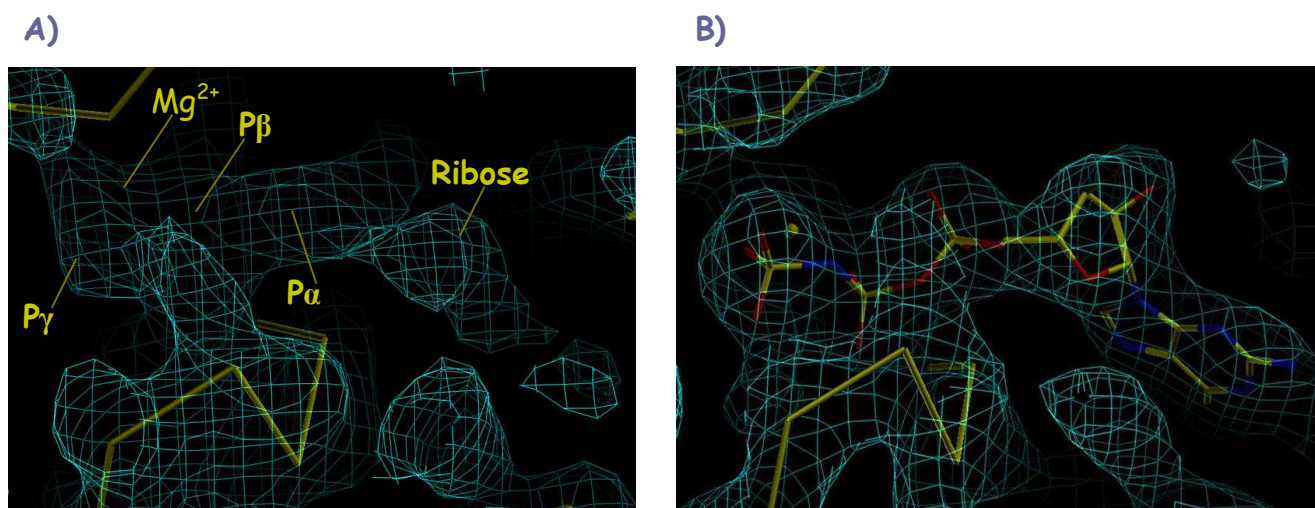 A)
B)
Mg²⁺
Pβ
Ribose
Pα
Pγ